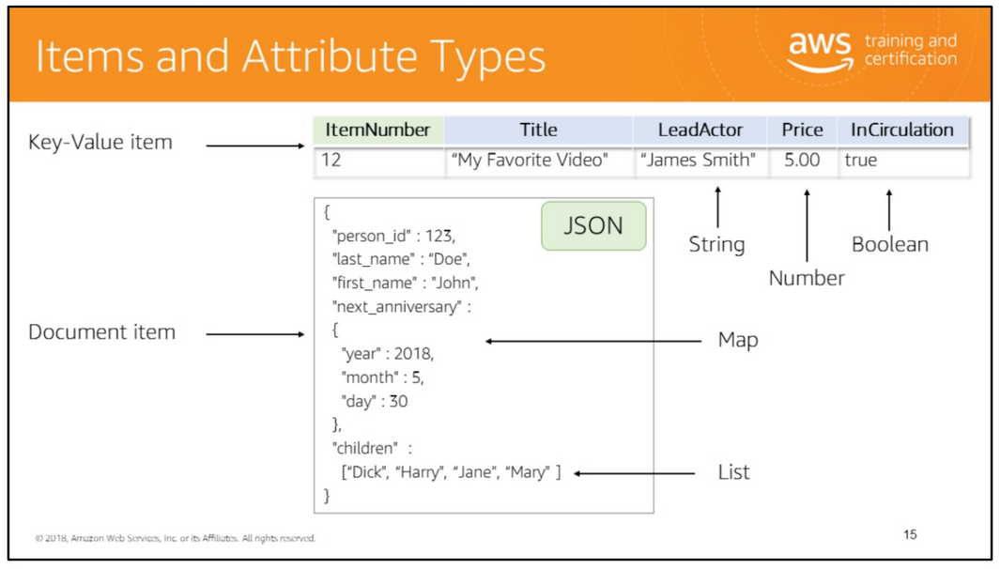 Items and Attribute Types
aws training and certification
Key-Value item
ItemNumber Title LeadActor Price InCirculation
12 “My Favorite Video" “James Smith" 5.00 true
String
Number
Boolean
Document item
JSON
{
"person_id" : 123,
"last_name" : “Doe”,
"first_name" : "John",
"next_anniversary" :
{
"year" : 2018,
"month" : 5,
"day" : 30
},
"children" :
[“Dick”, “Harry”, “Jane”, “Mary” ]
}
Map
List
© 2018, Amazon Web Services, Inc. or its Affiliates. All rights reserved.
15